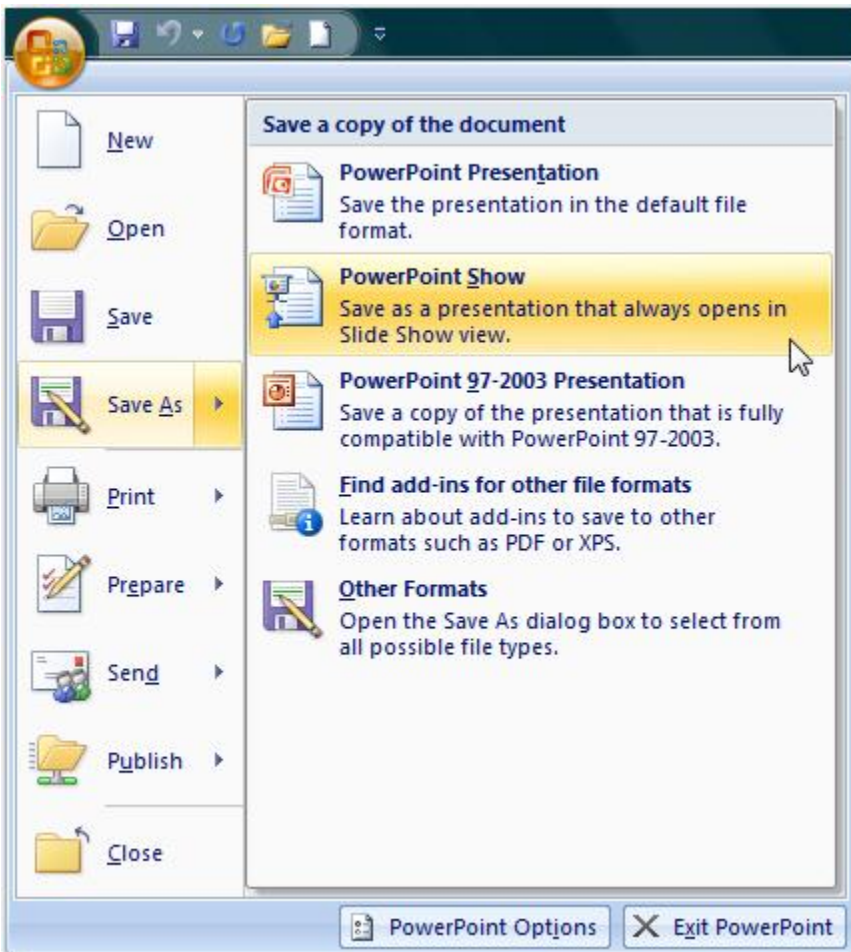 New
Open
Save
Save As
Print
Prepare
Send
Publish
Close
Save a copy of the document
PowerPoint Presentation
Save the presentation in the default file
format.
PowerPoint Show
Save as a presentation that always opens in
Slide Show view.
PowerPoint 97-2003 Presentation
Save a copy of the presentation that is fully
compatible with PowerPoint 97-2003.
Find add-ins for other file formats
Learn about add-ins to save to other
formats such as PDF or XPS.
Other Formats
Open the Save As dialog box to select from
all possible file types.
PowerPoint Options
Exit PowerPoint